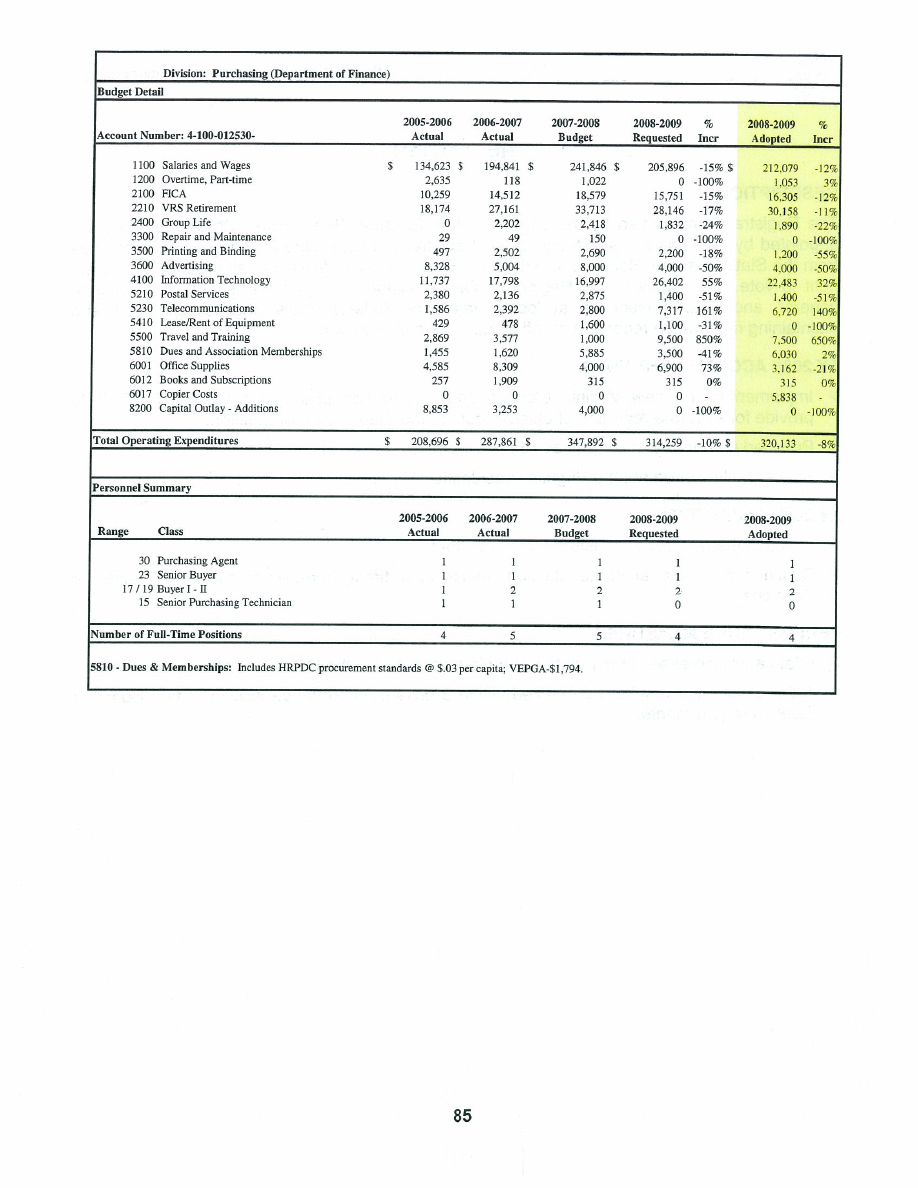 Division: Purchasing (Department of Finance)
Budget Detail
2005-2006 2006-2007 2007-2008 2008-2009 % 2008-2009 %
Account Number: 4-100-012530- Actual Actual Budget Requested Incr Adopted Incr
1100 Salaries and Wages $ 134,623 $ 194,841 $ 241,846 $ 205,896 -15% $ 212,079 -12%
1200 Overtime, Part-time 2,635 118 1,022 0 -100% 1,053 3%
2100 FICA 10,259 14,512 18,579 15,751 -15% 16,305 -12%
2210 VRS Retirement 18,174 27,161 33,713 28,146 -17% 30,158 -11%
2400 Group Life 0 2,202 2,418 1,832 -24% 1,890 -22%
3300 Repair and Maintenance 29 49 150 0 -100% 0 -100%
3500 Printing and Binding 497 2,502 2,690 2,200 -18% 1,200 -55%
3600 Advertising 8,328 5,004 8,000 4,000 -50% 4,000 -50%
4100 Information Technology 11,737 17,798 16,997 26,402 55% 22,483 32%
5210 Postal Services 2,380 2,136 2,875 1,400 -51% 1,400 -51%
5230 Telecommunications 1,586 2,392 2,800 7,317 161% 6,720 140%
5410 Lease/Rent of Equipment 429 478 1,600 1,100 -31% 0 -100%
5500 Travel and Training 2,869 3,577 1,000 9,500 850% 7,500 650%
5810 Dues and Association Memberships 1,455 1,620 5,885 3,500 -41% 6,030 2%
6001 Office Supplies 4,585 8,309 4,000 6,900 73% 3,162 -21%
6012 Books and Subscriptions 257 1,909 315 315 0% 315 0%
6017 Copier Costs 0 0 0 0 - 5,838 -
8200 Capital Outlay - Additions 8,853 3,253 4,000 0 -100% 0 -100%
Total Operating Expenditures $ 208,696 $ 287,861 $ 347,892 $ 314,259 -10% $ 320,133 -8%
Personnel Summary
2005-2006 2006-2007 2007-2008 2008-2009 2008-2009
Range Class Actual Actual Budget Requested Adopted
30 Purchasing Agent 1 1 1 1 1
23 Senior Buyer 1 1 1 1 1
17 / 19 Buyer I - II 1 2 2 2 2
15 Senior Purchasing Technician 1 1 1 0 0
Number of Full-Time Positions 4 5 5 4 4
5810 - Dues & Memberships: Includes HRPDC procurement standards @ $.03 per capita; VEPGA-$1,794.
85